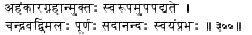 अहंकारग्रहान्मुक्तः स्वरूपमुपपद्यते ।
चन्द्रवद्विमलः पूर्णः सदानन्दः स्वयंप्रभः ॥ ३०० ॥